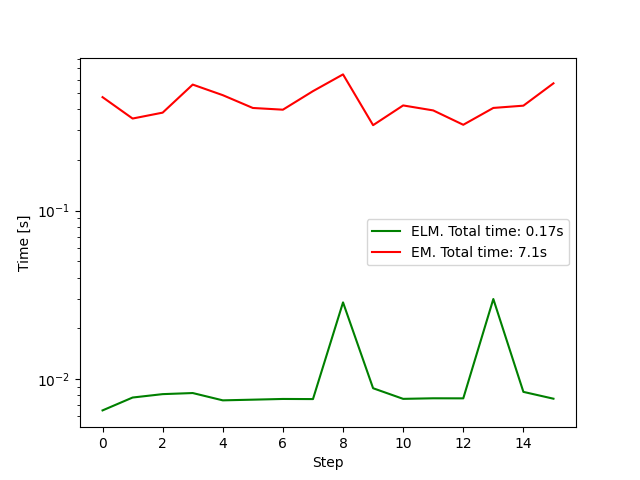 Time [s]
10⁻¹
10⁻²
ELM. Total time: 0.17s
EM. Total time: 7.1s
0 2 4 6 8 10 12 14
Step